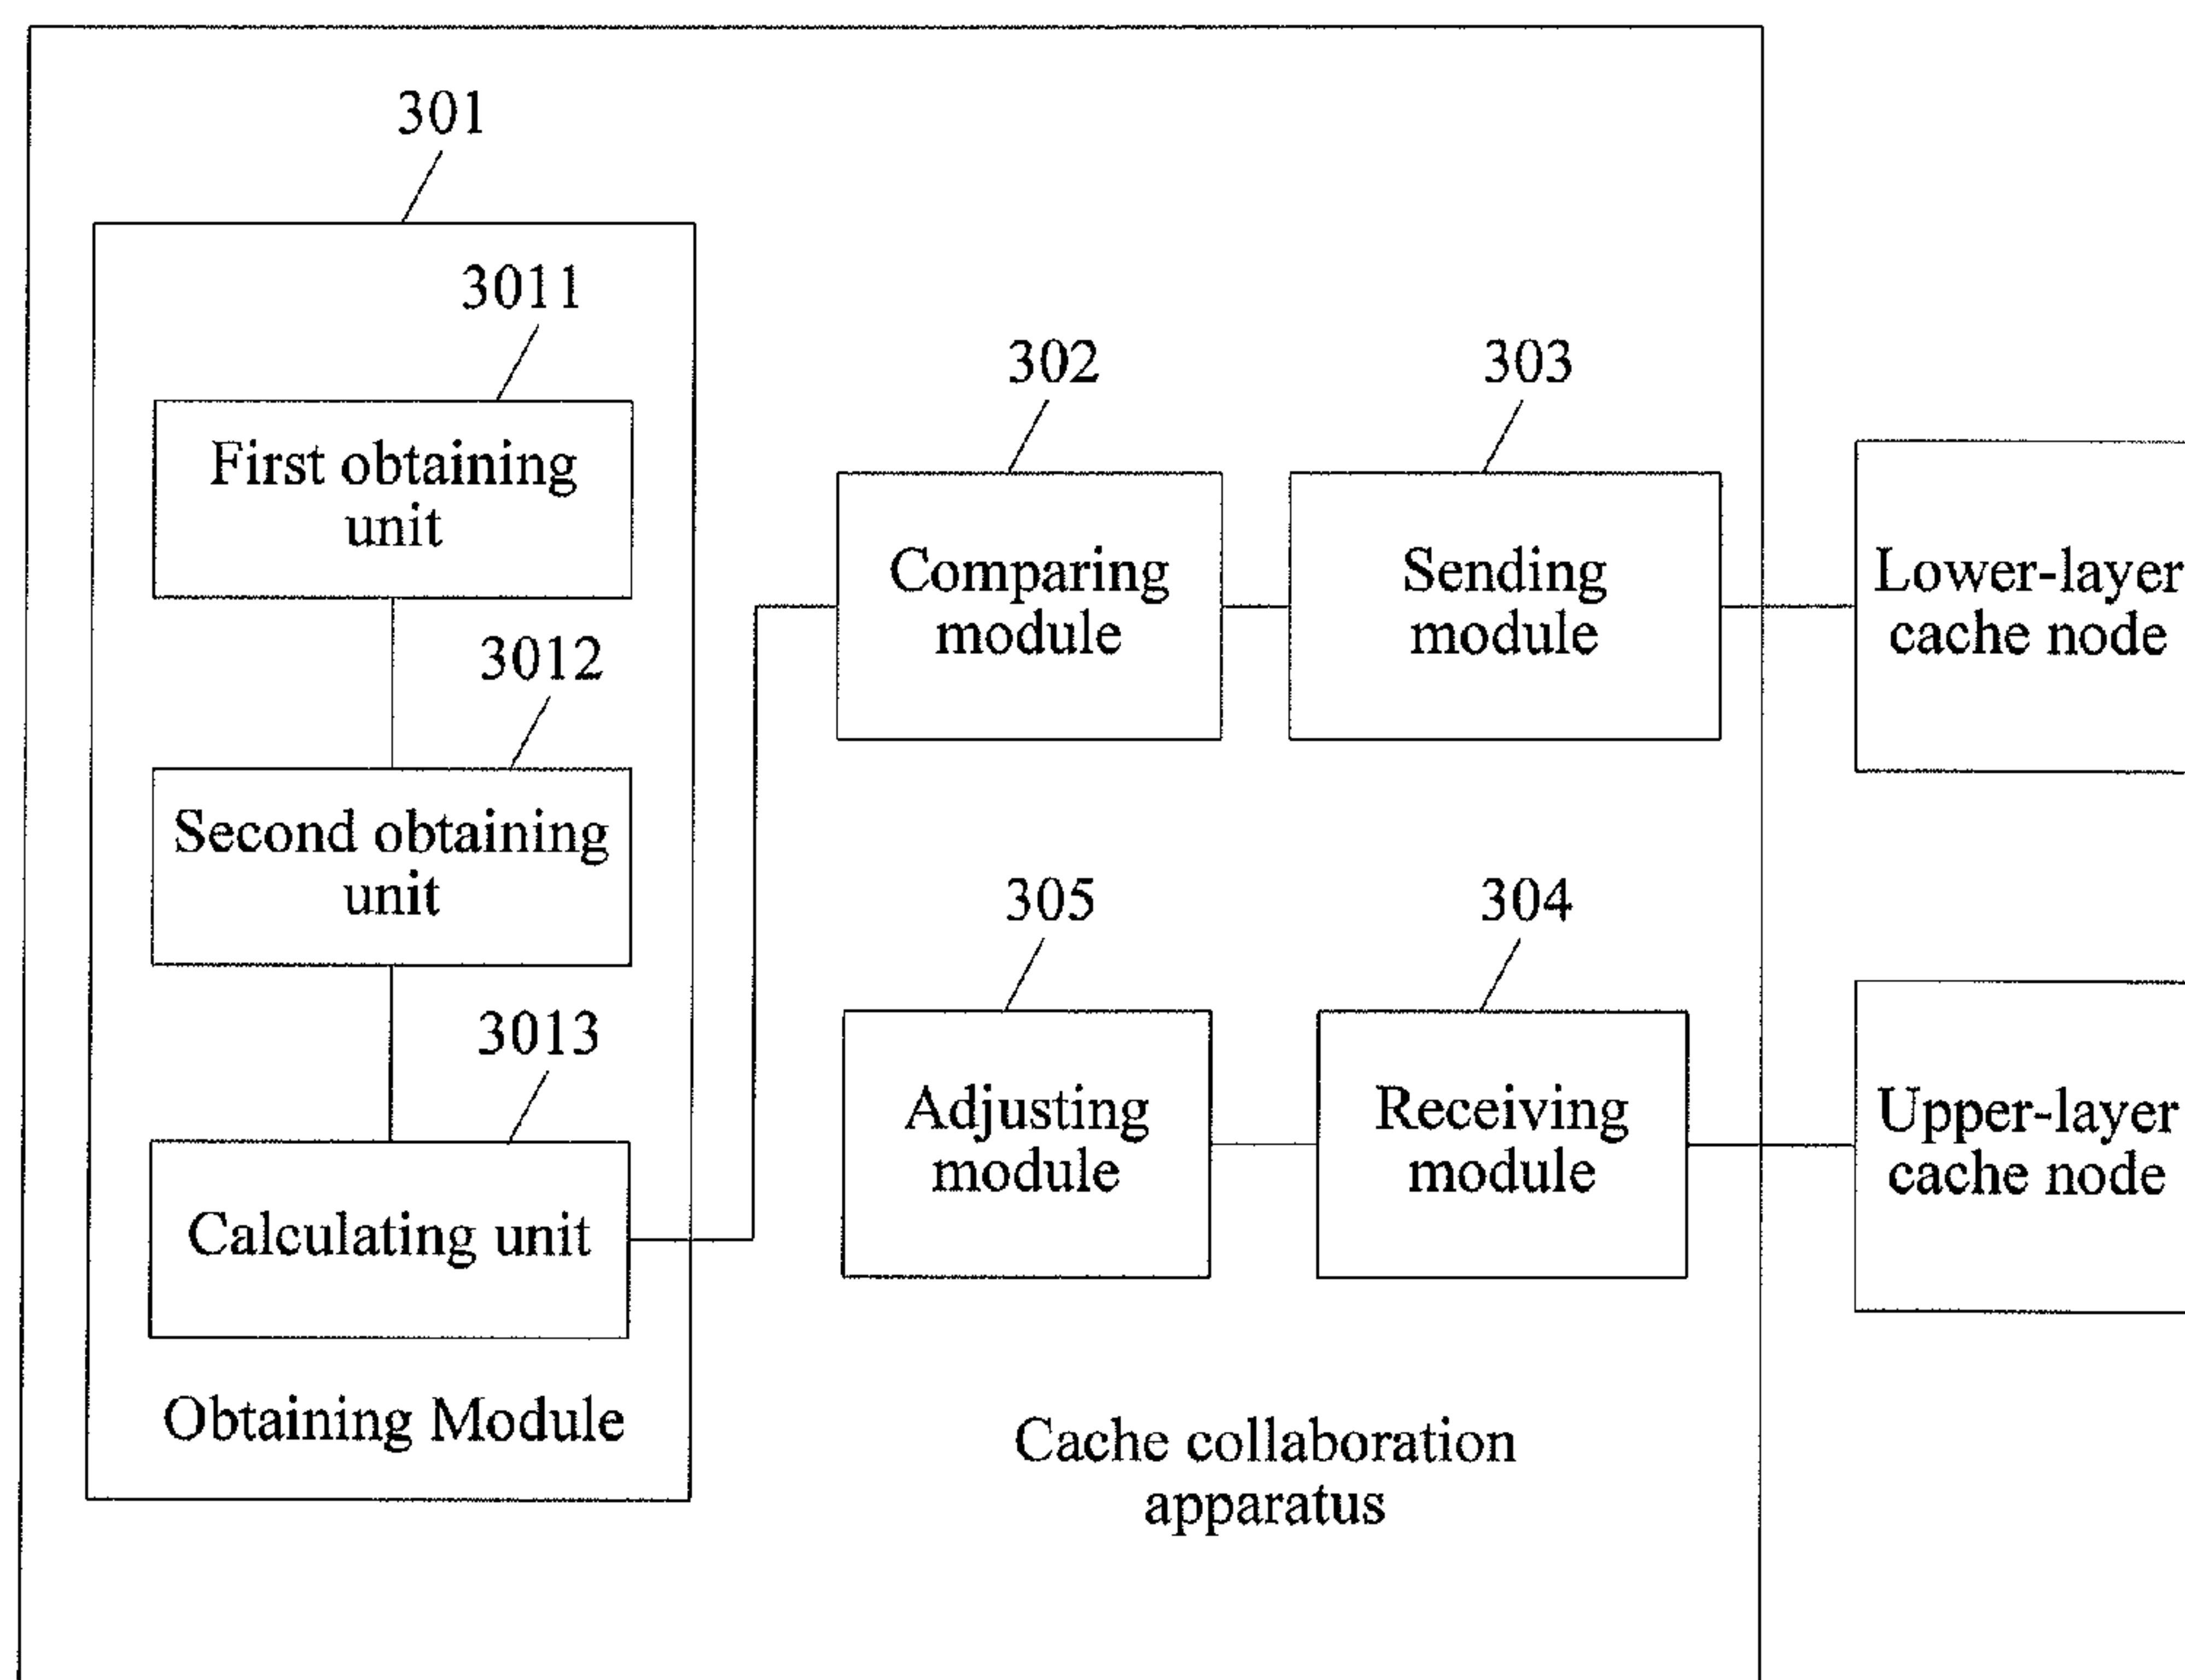 301
3011
First obtaining
unit
3012
Second obtaining
unit
3013
Calculating unit
Obtaining Module
302
Comparing
module
303
Sending
module
Lower-layer
cache node
305
Adjusting
module
304
Receiving
module
Upper-layer
cache node
Cache collaboration
apparatus